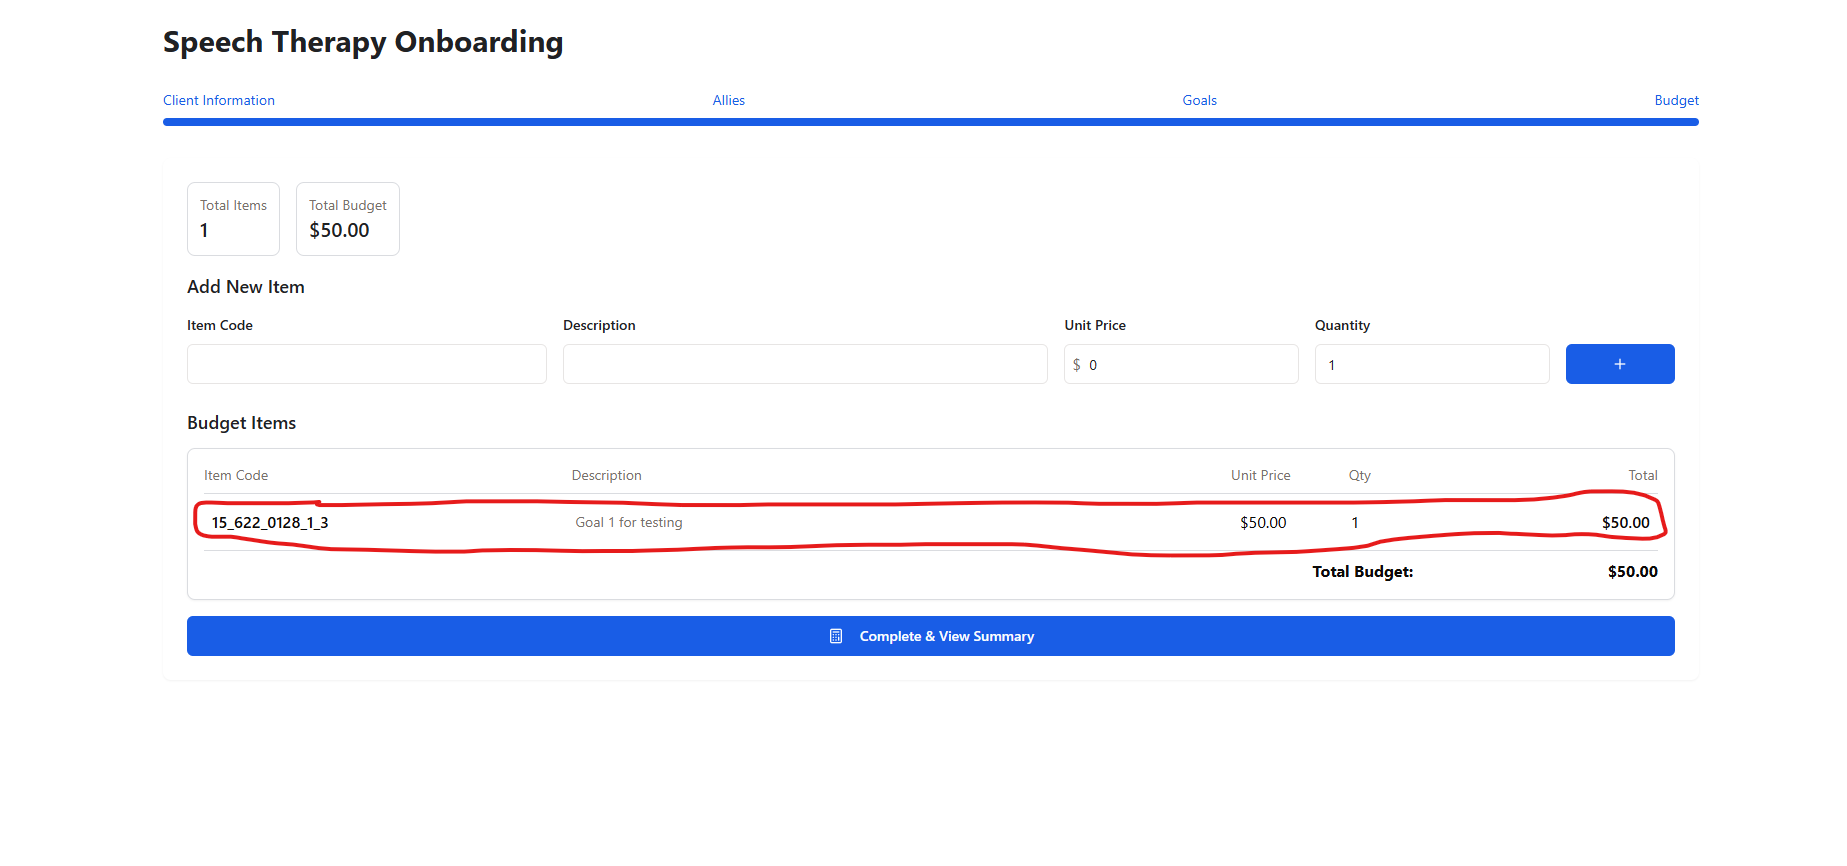 Speech Therapy Onboarding
Client Information Allies Goals Budget
Total Items Total Budget
1 $50.00
Add New Item
Item Code Description Unit Price Quantity
$ 0 1 +
Budget Items
Item Code Description Unit Price Qty Total
15_622_0128_1_3 Goal 1 for testing $50.00 1 $50.00
Total Budget: $50.00
Complete & View Summary